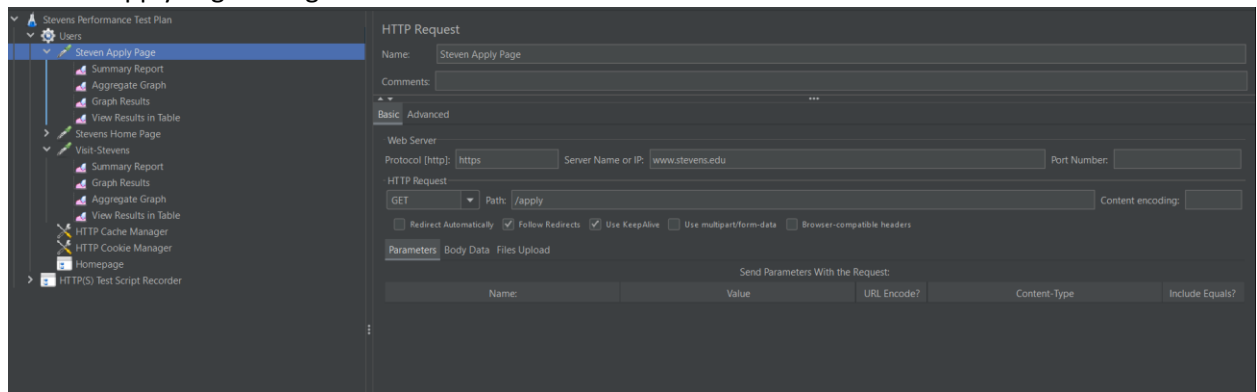 Stevens Performance Test Plan
Users
Steven Apply Page
Summary Report
Aggregate Graph
Graph Results
View Results in Table
Stevens Home Page
Visit-Stevens
Summary Report
Graph Results
Aggregate Graph
View Results in Table
HTTP Cache Manager
HTTP Cookie Manager
Homepage
HTTP(S) Test Script Recorder
HTTP Request
Name: Steven Apply Page
Comments:
Basic Advanced
Web Server
Protocol [http]: https Server Name or IP: www.stevens.edu Port Number:
HTTP Request
GET Path: /apply Content encoding:
Redirect Automatically Follow Redirects Use KeepAlive Use multipart/form-data Browser-compatible headers
Parameters Body Data Files Upload
Send Parameters With the Request:
Name: Value URL Encode? Content-Type Include Equals?